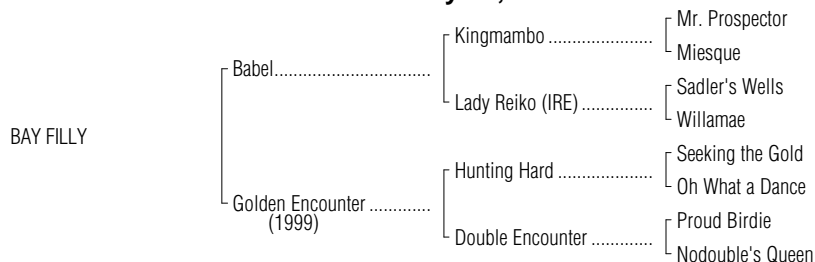 Mr. Prospector
Kingmambo ......................
Miesque
Babel.................................
Sadler's Wells
Lady Reiko (IRE) ...............
Willamae
BAY FILLY
Seeking the Gold
Hunting Hard ....................
Oh What a Dance
Golden Encounter .............
(1999)
Proud Birdie
Double Encounter .............
Nodouble's Queen